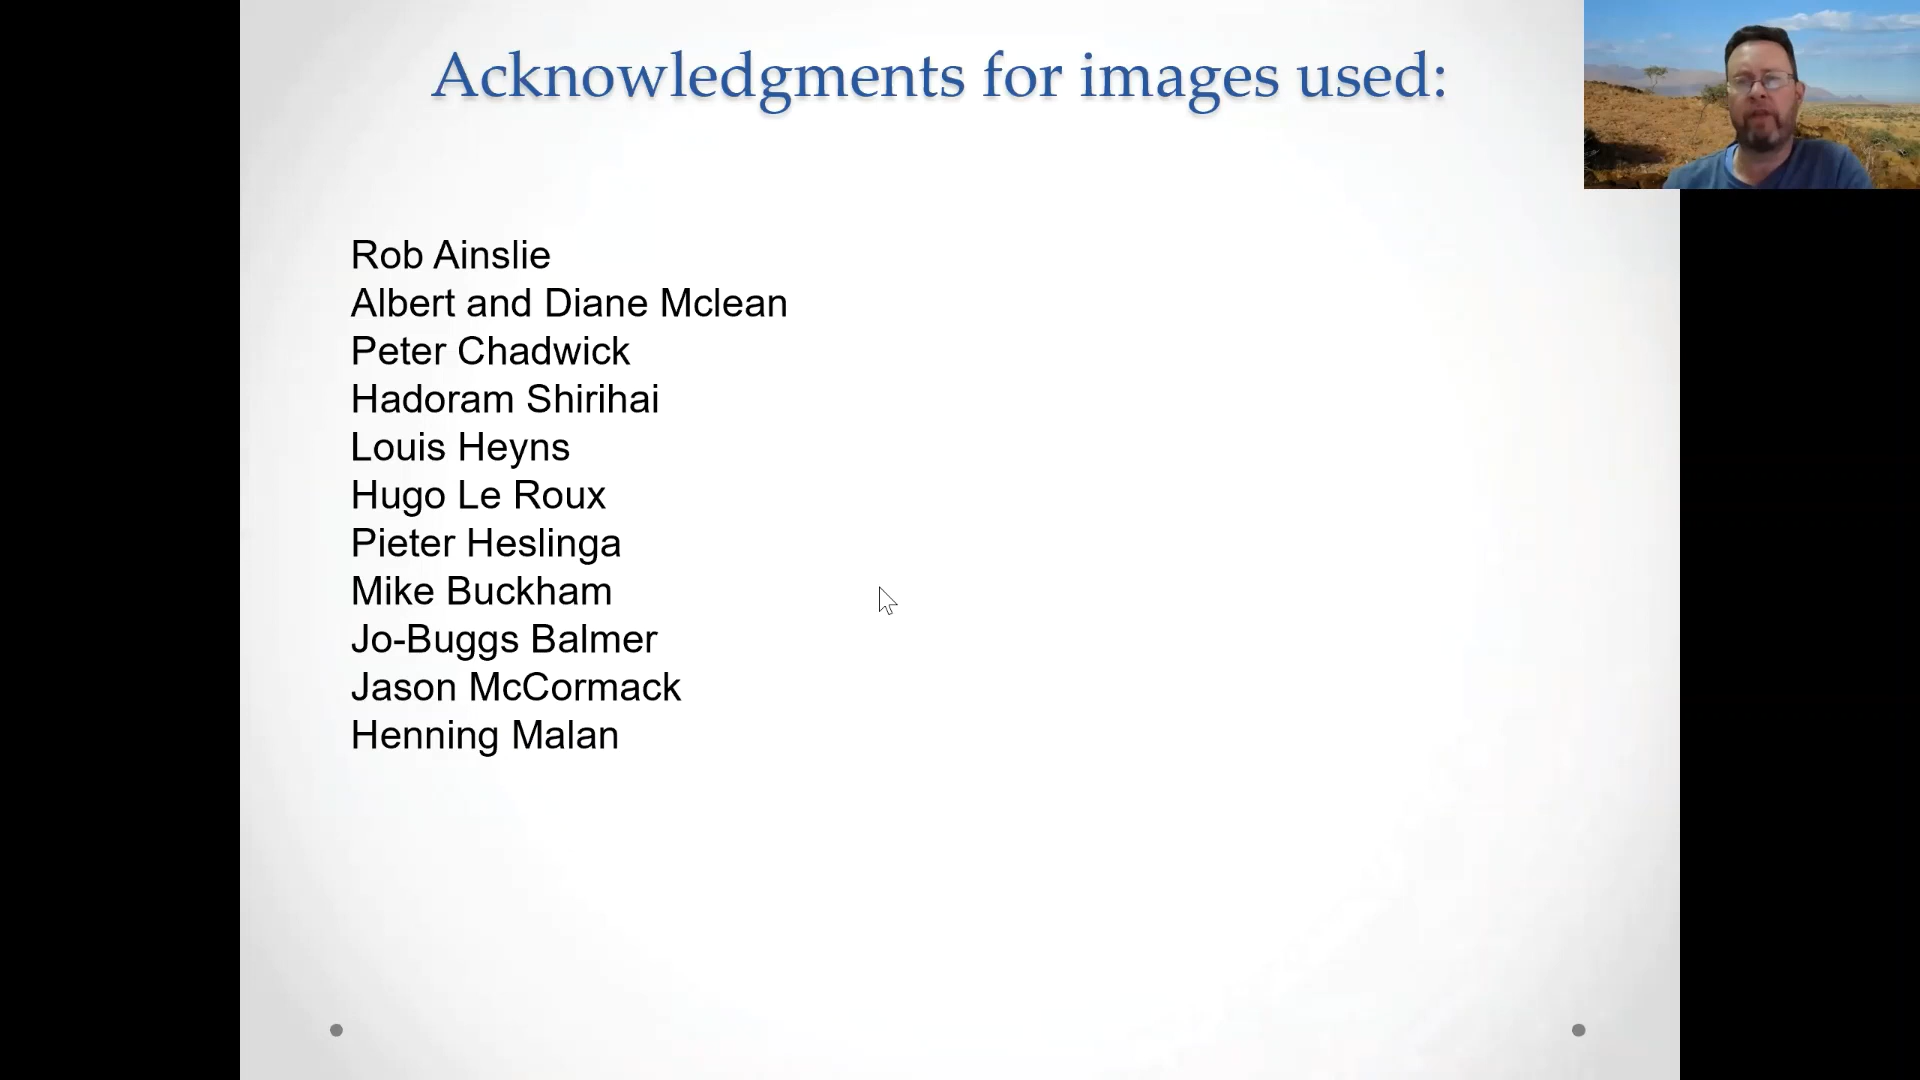 Acknowledgments for images used:
Rob Ainslie
Albert and Diane Mclean
Peter Chadwick
Hadoram Shirihai
Louis Heyns
Hugo Le Roux
Pieter Heslinga
Mike Buckham
Jo-Buggs Balmer
Jason McCormack
Henning Malan